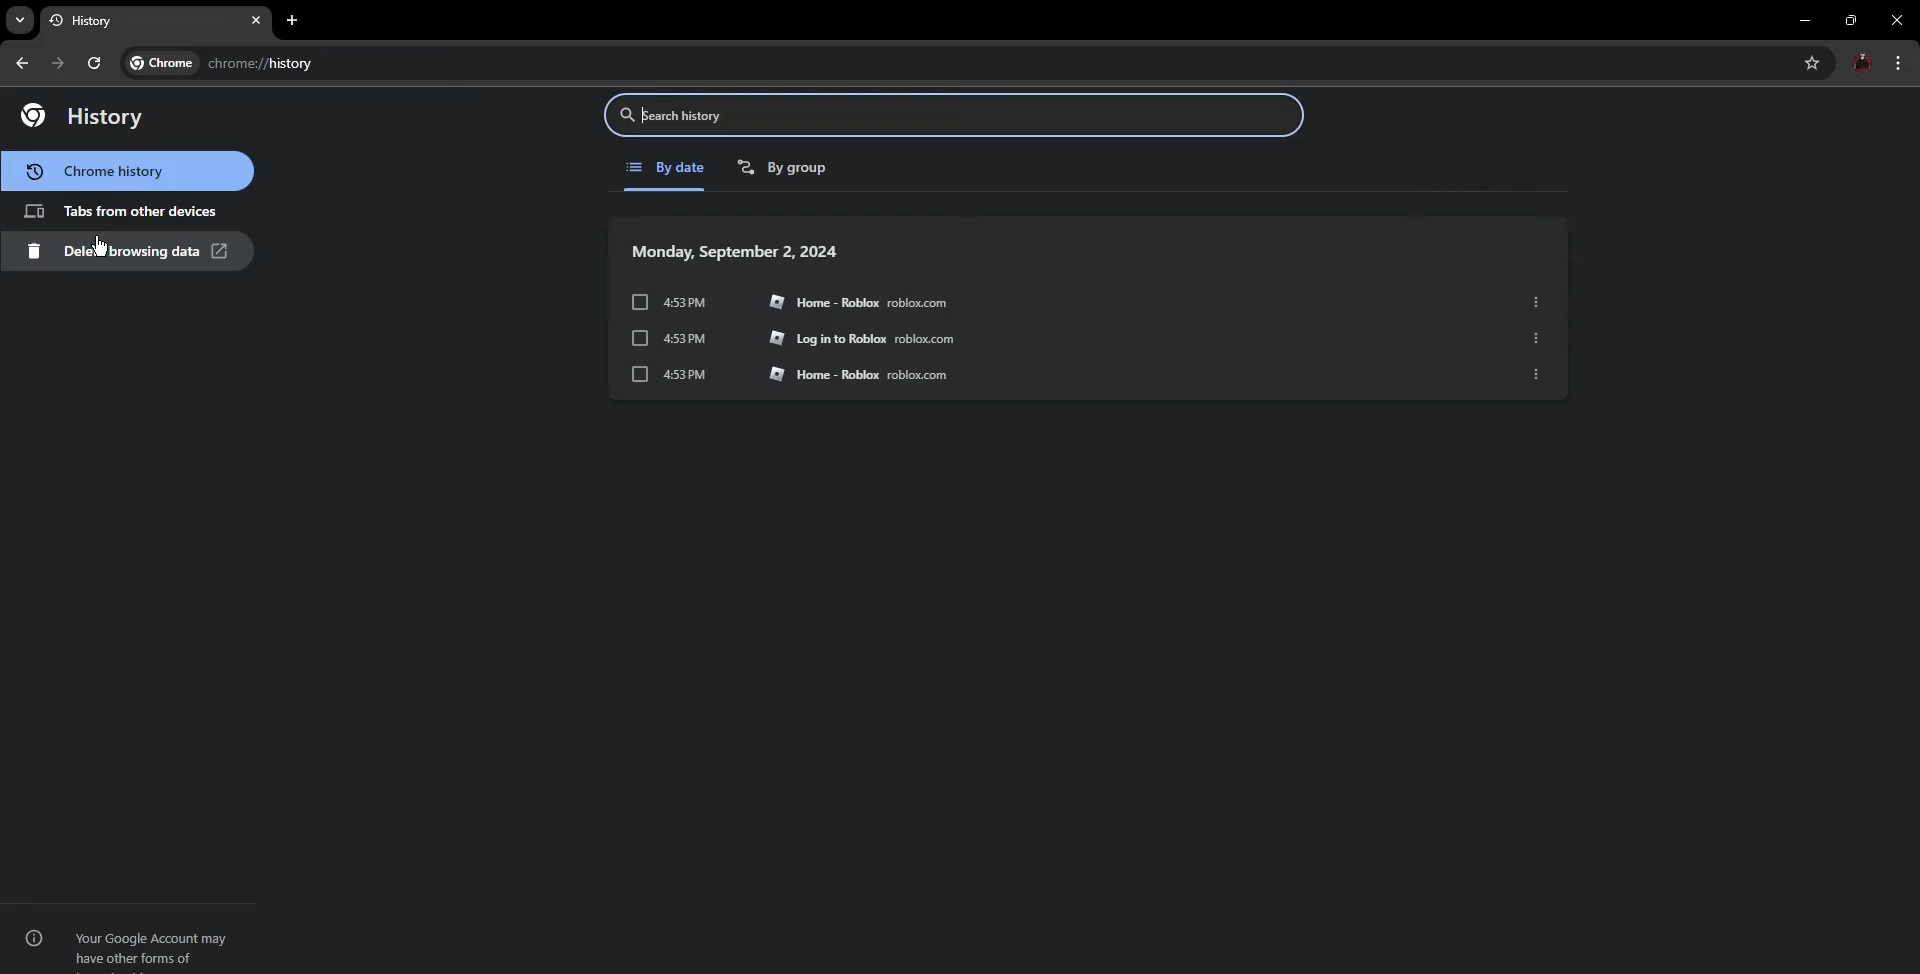 History
Chrome
chrome://history
History
Search history
Chrome history
By date
By group
Tabs from other devices
browsing data
Monday, September 2, 2024
4:53 PM Home - Roblox roblox.com
4:53 PM Log in to Roblox roblox.com
4:53 PM Home - Roblox roblox.com
Your Google Account may
have other forms of